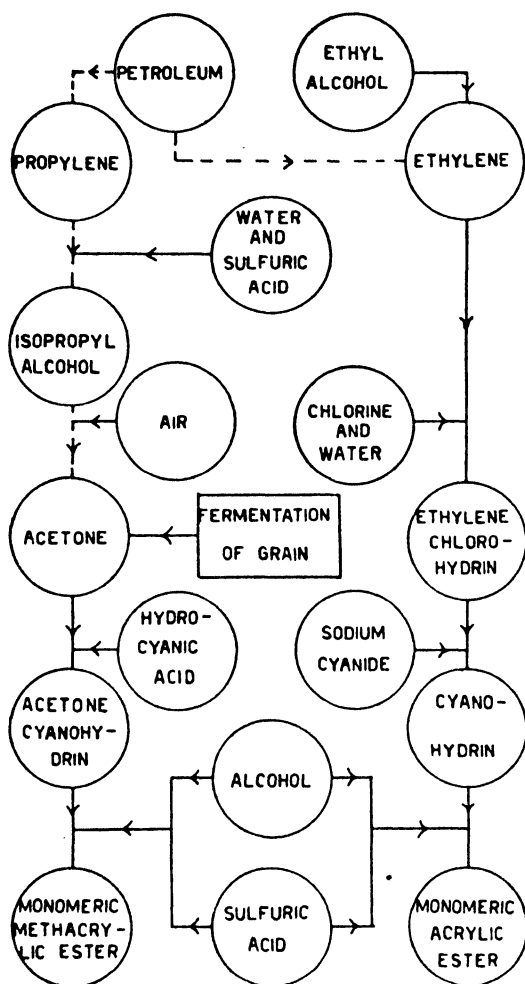 PETROLEUM
ETHYL
ALCOHOL
PROPYLENE
ETHYLENE
WATER
AND
SULFURIC
ACID
ISOPROPYL
ALCOHOL
AIR
CHLORINE
AND
WATER
ACETONE
FERMENTATION
OF GRAIN
ETHYLENE
CHLORO-
HYDRIN
HYDRO-
CYANIC
ACID
SODIUM
CYANIDE
ACETONE
CYANOHY-
DRIN
CYANO-
HYDRIN
ALCOHOL
MONOMERIC
METHACRY-
LIC ESTER
SULFURIC
ACID
MONOMERIC
ACRYLIC
ESTER